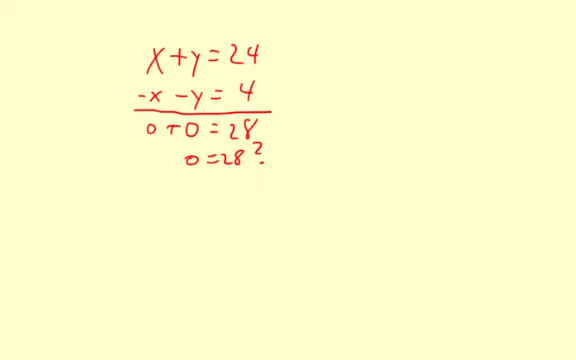 x + y = 24
-x - y = 4
0 + 0 = 28
0 = 28 ?